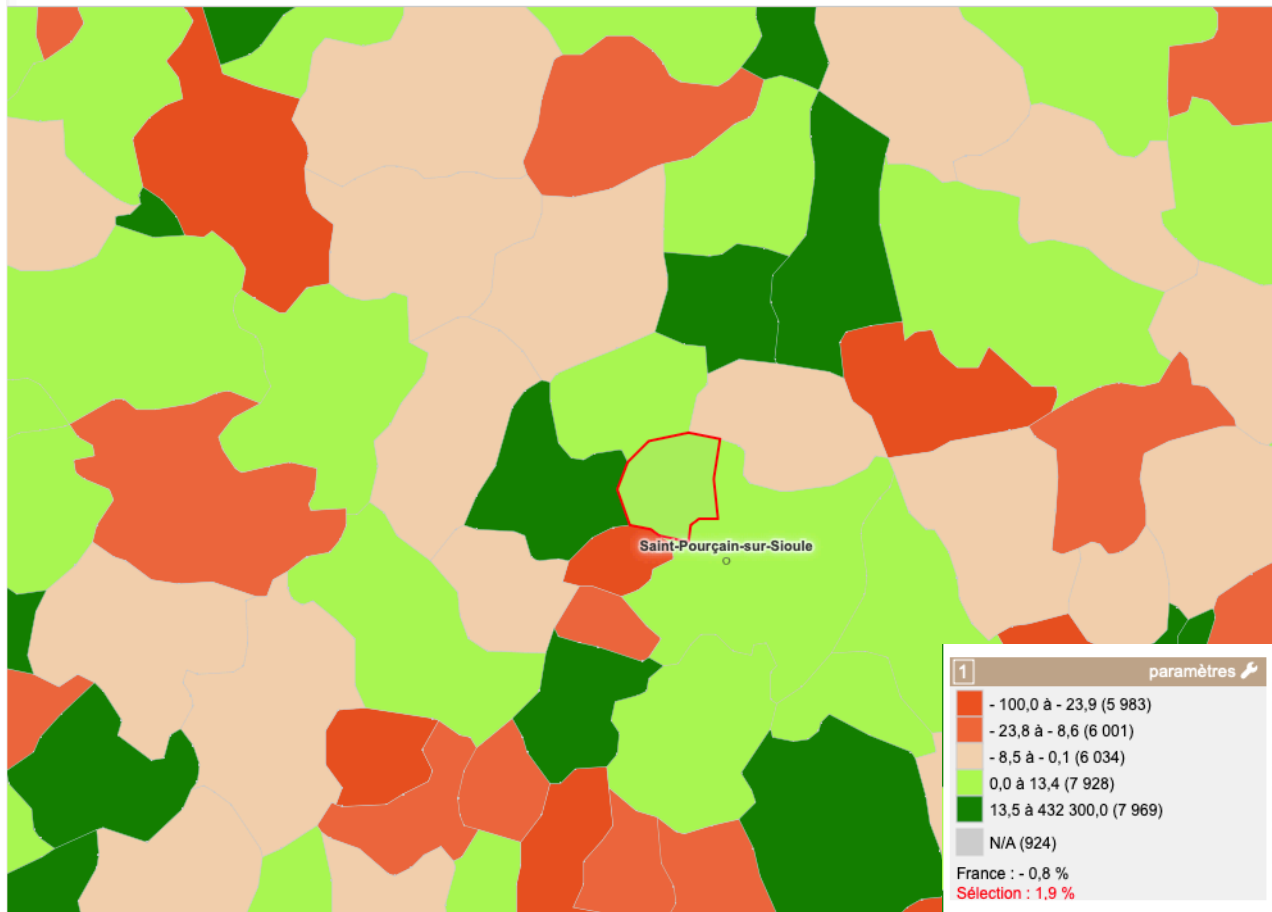 Saint-Pourçain-sur-Sioule
1 paramètres
- 100,0 à - 23,9 (5 983)
- 23,8 à - 8,6 (6 001)
- 8,5 à - 0,1 (6 034)
0,0 à 13,4 (7 928)
13,5 à 432 300,0 (7 969)
N/A (924)
France : - 0,8 %
Sélection : 1,9 %